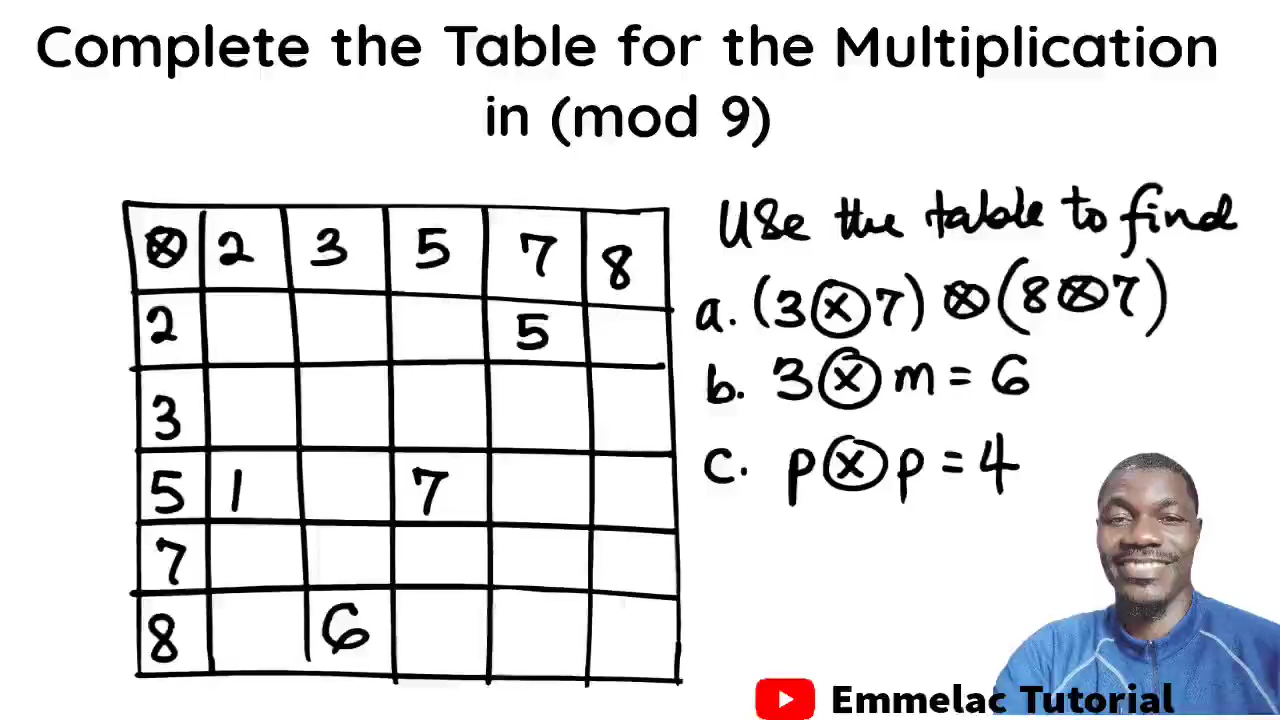 Complete the Table for the Multiplication
in (mod 9)
⊗ 2 3 5 7 8
2 5
3
5 1 7
7
8 6
Use the table to find
a. (3⊗7)⊗(8⊗7)
b. 3⊗m = 6
c. p⊗p = 4
Emmelac Tutorial